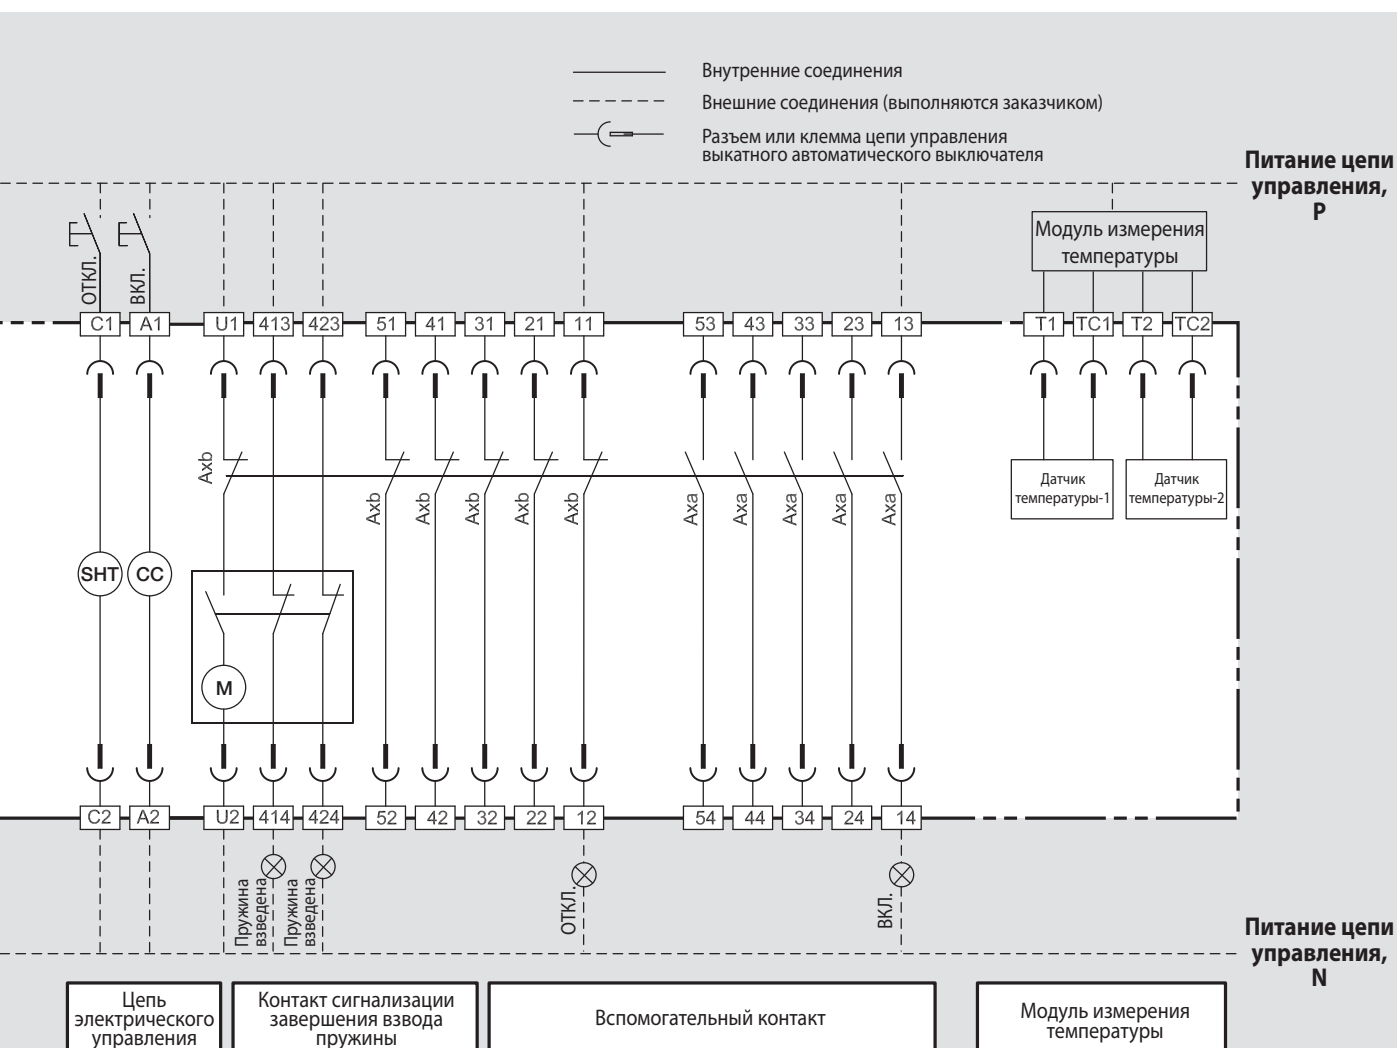 Внутренние соединения
Внешние соединения (выполняются заказчиком)
Разъем или клемма цепи управления
выкатного автоматического выключателя
Питание цепи
управления,
P
Модуль измерения
температуры
ОТКЛ.
ВКЛ.
C1 A1 U1 413 423 51 41 31 21 11 53 43 33 23 13 T1 TC1 T2 TC2
Axb
Axb Axb Axb Axb Axb Axa Axa Axa Axa Axa
Датчик
температуры-1
Датчик
температуры-2
SHT CC
M
C2 A2 U2 414 424 52 42 32 22 12 54 44 34 24 14
Пружина
взведена
Пружина
взведена
ОТКЛ.
ВКЛ.
Питание цепи
управления,
N
Цепь
электрического
управления
Контакт сигнализации
завершения взвода
пружины
Вспомогательный контакт
Модуль измерения
температуры